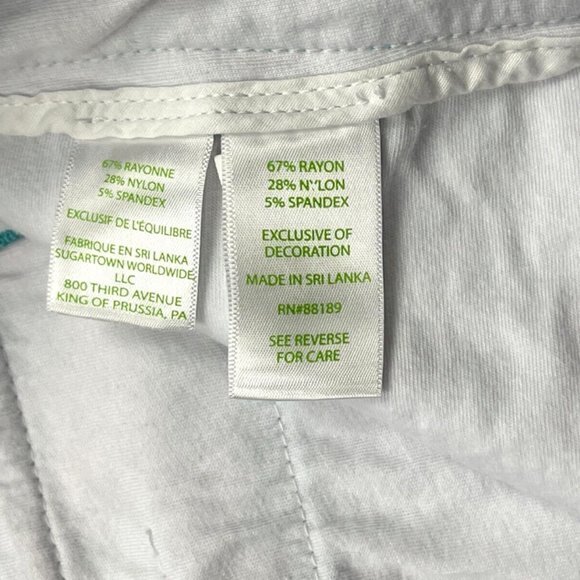 67% RAYONNE
28% NYLON
5% SPANDEX
EXCLUSIF DE L'ÉQUILIBRE
FABRIQUE EN SRI LANKA
SUGARTOWN WORLDWIDE
LLC
800 THIRD AVENUE
KING OF PRUSSIA, PA
67% RAYON
28% NYLON
5% SPANDEX
EXCLUSIVE OF
DECORATION
MADE IN SRI LANKA
RN#88189
SEE REVERSE
FOR CARE